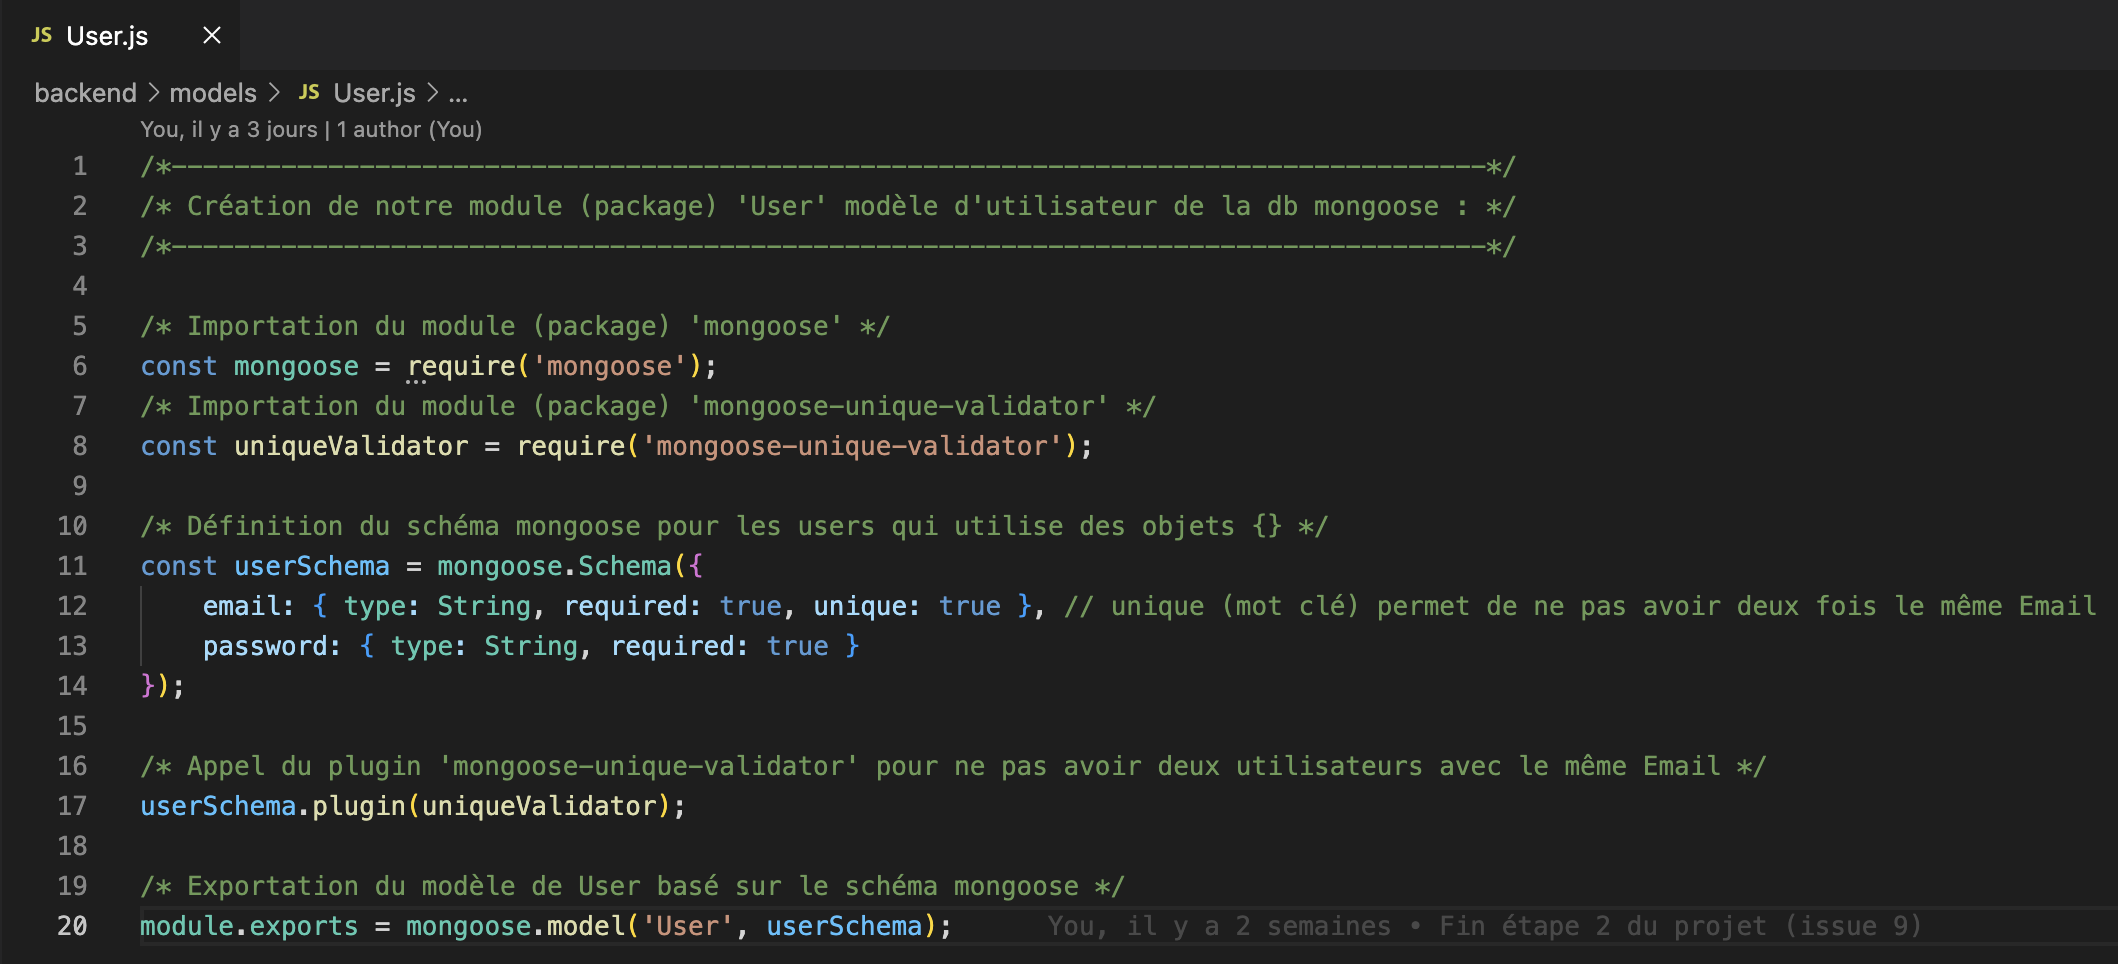 JS User.js ×
backend > models > JS User.js > ...
You, il y a 3 jours | 1 author (You)
1 /*------------------------------------------------------------------------------------*/
2 /* Création de notre module (package) 'User' modèle d'utilisateur de la db mongoose : */
3 /*------------------------------------------------------------------------------------*/
4
5 /* Importation du module (package) 'mongoose' */
6 const mongoose = require('mongoose');
7 /* Importation du module (package) 'mongoose-unique-validator' */
8 const uniqueValidator = require('mongoose-unique-validator');
9
10 /* Définition du schéma mongoose pour les users qui utilise des objets {} */
11 const userSchema = mongoose.Schema({
12     email: { type: String, required: true, unique: true }, // unique (mot clé) permet de ne pas avoir deux fois le même Email
13     password: { type: String, required: true }
14 });
15
16 /* Appel du plugin 'mongoose-unique-validator' pour ne pas avoir deux utilisateurs avec le même Email */
17 userSchema.plugin(uniqueValidator);
18
19 /* Exportation du modèle de User basé sur le schéma mongoose */
20 module.exports = mongoose.model('User', userSchema);      You, il y a 2 semaines • Fin étape 2 du projet (issue 9)